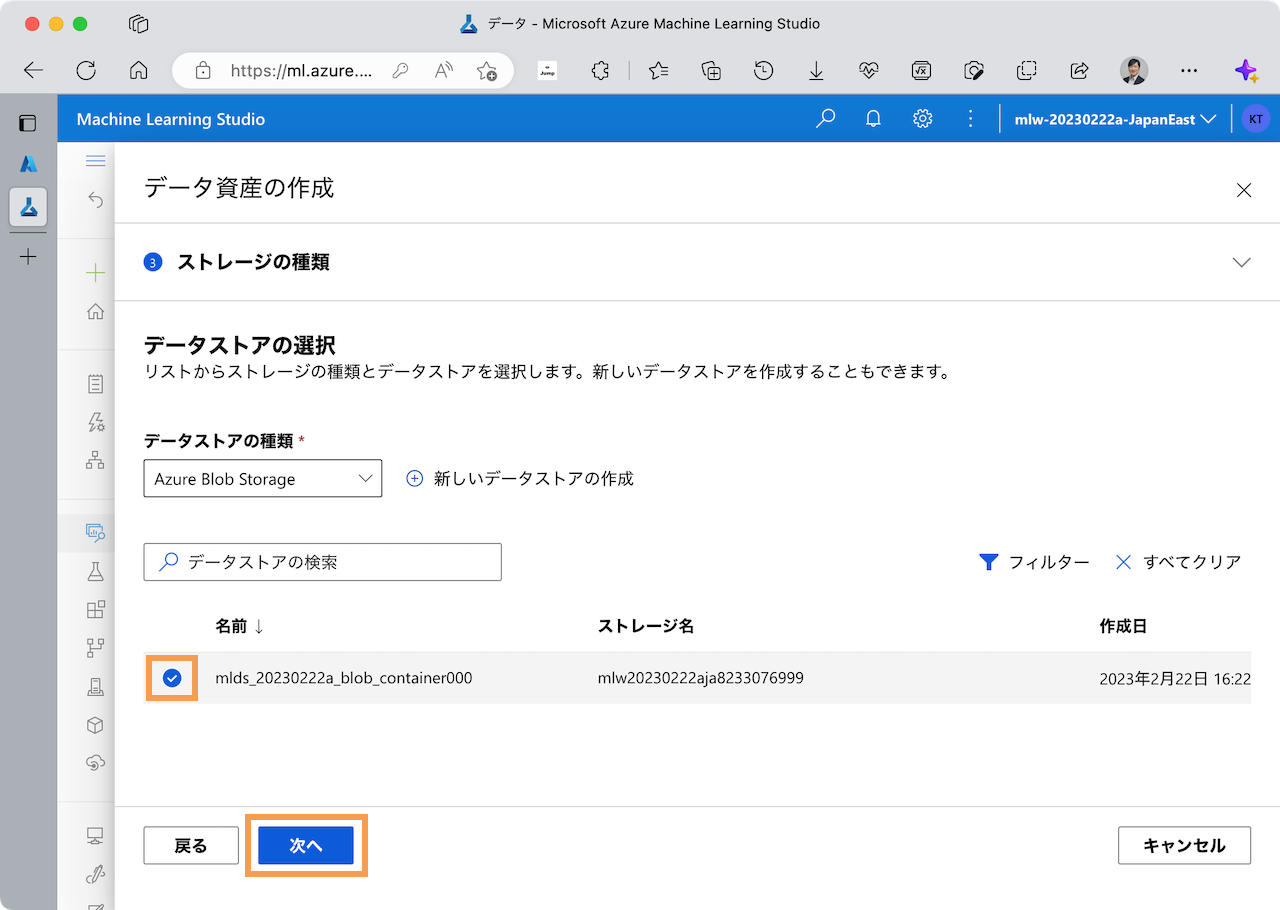 データ - Microsoft Azure Machine Learning Studio
https://ml.azure....
Jump
Machine Learning Studio
mlw-20230222a-JapanEast
KT
データ資産の作成
3 ストレージの種類
データストアの選択
リストからストレージの種類とデータストアを選択します。新しいデータストアを作成することもできます。
データストアの種類 *
Azure Blob Storage
新しいデータストアの作成
データストアの検索
フィルター
すべてクリア
名前 ↓ ストレージ名 作成日
mlds_20230222a_blob_container000 mlw20230222aja8233076999 2023年2月22日 16:22
戻る
次へ
キャンセル